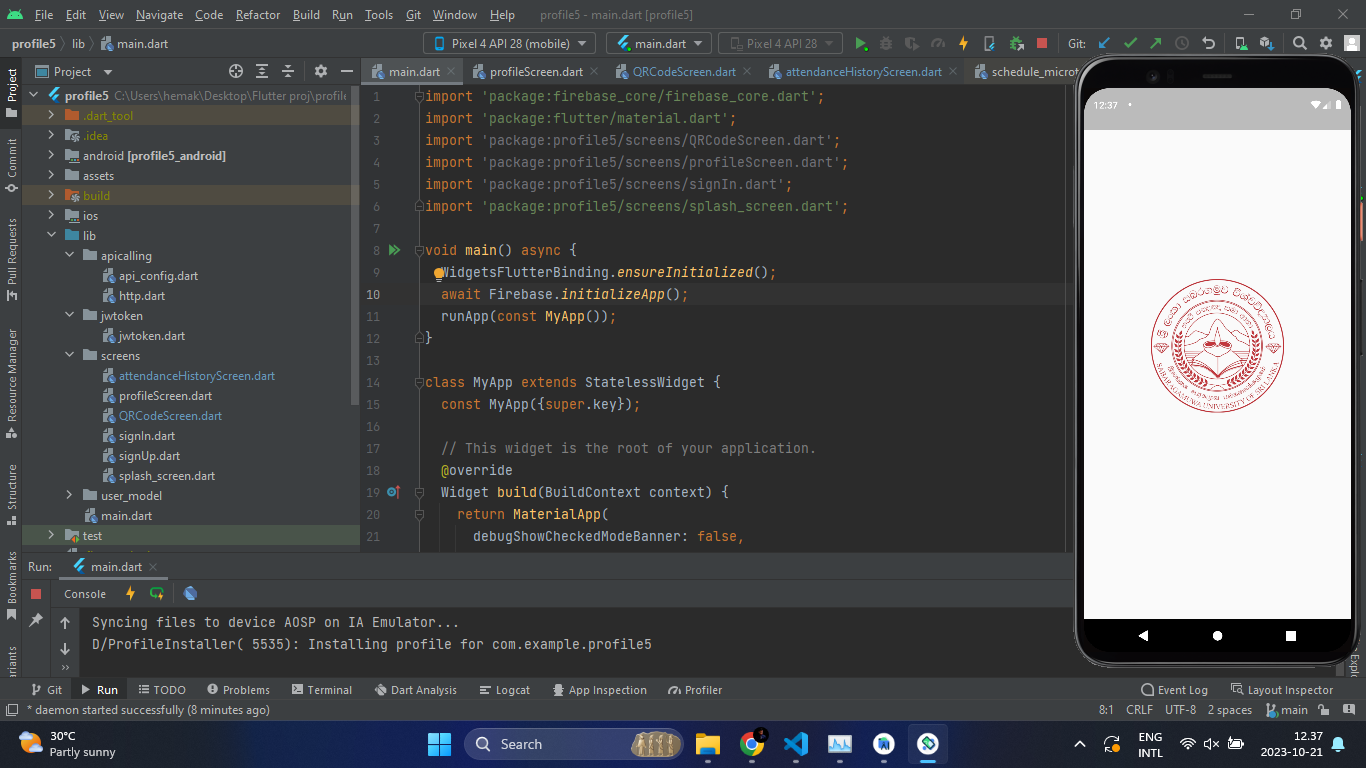 File Edit View Navigate Code Refactor Build Run Tools Git Window Help profile5 - main.dart [profile5]
profile5 lib main.dart Pixel 4 API 28 (mobile) main.dart Pixel 4 API 28 Git:
Project
Commit
Pull Requests
Resource Manager
Structure
Bookmarks
Project
profile5 C:\Users\hemak\Desktop\Flutter proj\profile
.dart_tool
.idea
android [profile5_android]
assets
build
ios
lib
apicalling
api_config.dart
http.dart
jwtoken
jwtoken.dart
screens
attendanceHistoryScreen.dart
profileScreen.dart
QRCodeScreen.dart
signIn.dart
signUp.dart
splash_screen.dart
user_model
main.dart
test
main.dart profileScreen.dart QRCodeScreen.dart attendanceHistoryScreen.dart
1 import 'package:firebase_core/firebase_core.dart';
2 import 'package:flutter/material.dart';
3 import 'package:profile5/screens/QRCodeScreen.dart';
4 import 'package:profile5/screens/profileScreen.dart';
5 import 'package:profile5/screens/signIn.dart';
6 import 'package:profile5/screens/splash_screen.dart';
7
8 void main() async {
9 WidgetsFlutterBinding.ensureInitialized();
10 await Firebase.initializeApp();
11 runApp(const MyApp());
12 }
13
14 class MyApp extends StatelessWidget {
15 const MyApp({super.key});
16
17 // This widget is the root of your application.
18 @override
19 Widget build(BuildContext context) {
20 return MaterialApp(
21 debugShowCheckedModeBanner: false,
12:37
SABARAGAMUWA UNIVERSITY OF SRI LANKA
Run: main.dart
Console
Syncing files to device AOSP on IA Emulator...
D/ProfileInstaller( 5535): Installing profile for com.example.profile5
Git Run TODO Problems Terminal Dart Analysis Logcat App Inspection Profiler Event Log Layout Inspector
* daemon started successfully (8 minutes ago) 8:1 CRLF UTF-8 2 spaces main
30°C
Partly sunny
Search
ENG
INTL
12.37
2023-10-21